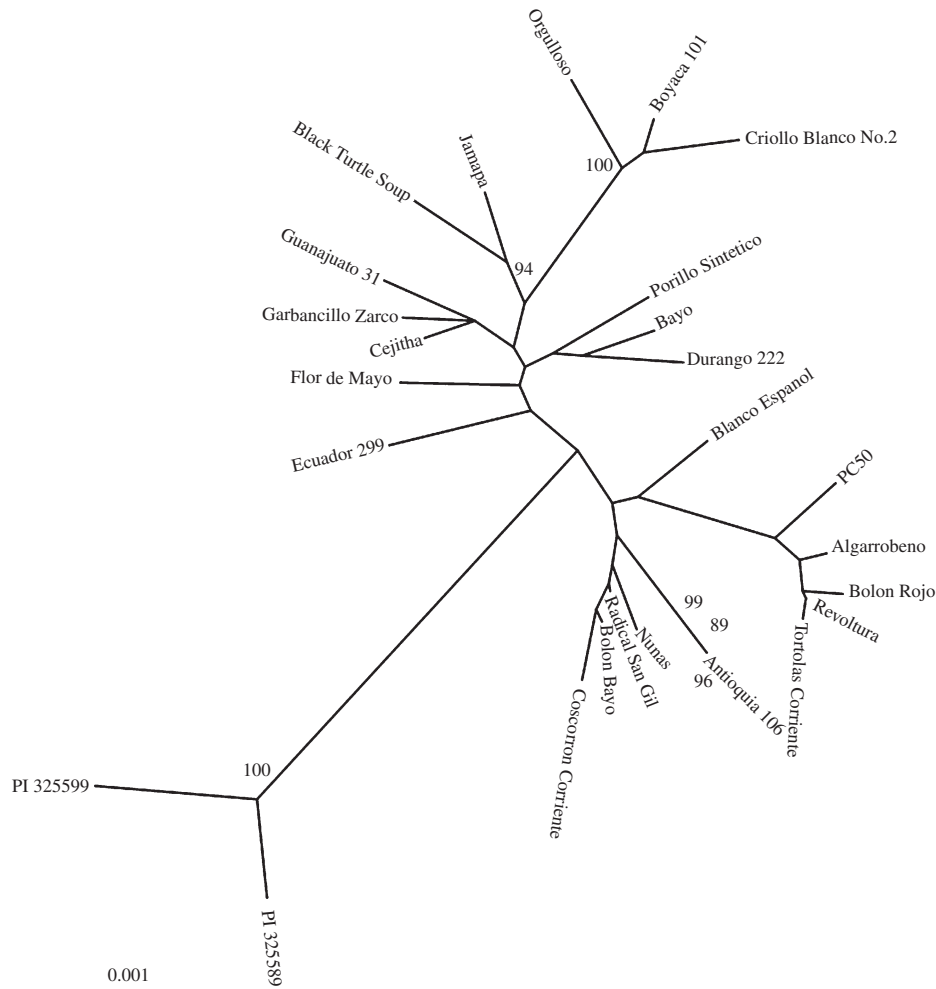 Orgulloso
Boyaca 101
Criollo Blanco No.2
100
Jamapa
Black Turtle Soup
94
Guanajuato 31
Porillo Sintetico
Garbancillo Zarco
Bayo
Cejitha
Durango 222
Flor de Mayo
Blanco Espanol
Ecuador 299
PC50
Algarrobeno
Bolon Rojo
Revoltura
Tortolas Corriente
99
89
96
Antioquia 106
Nunas
Radical San Gil
Bolon Bayo
Coscorron Corriente
100
PI 325599
PI 325589
0.001